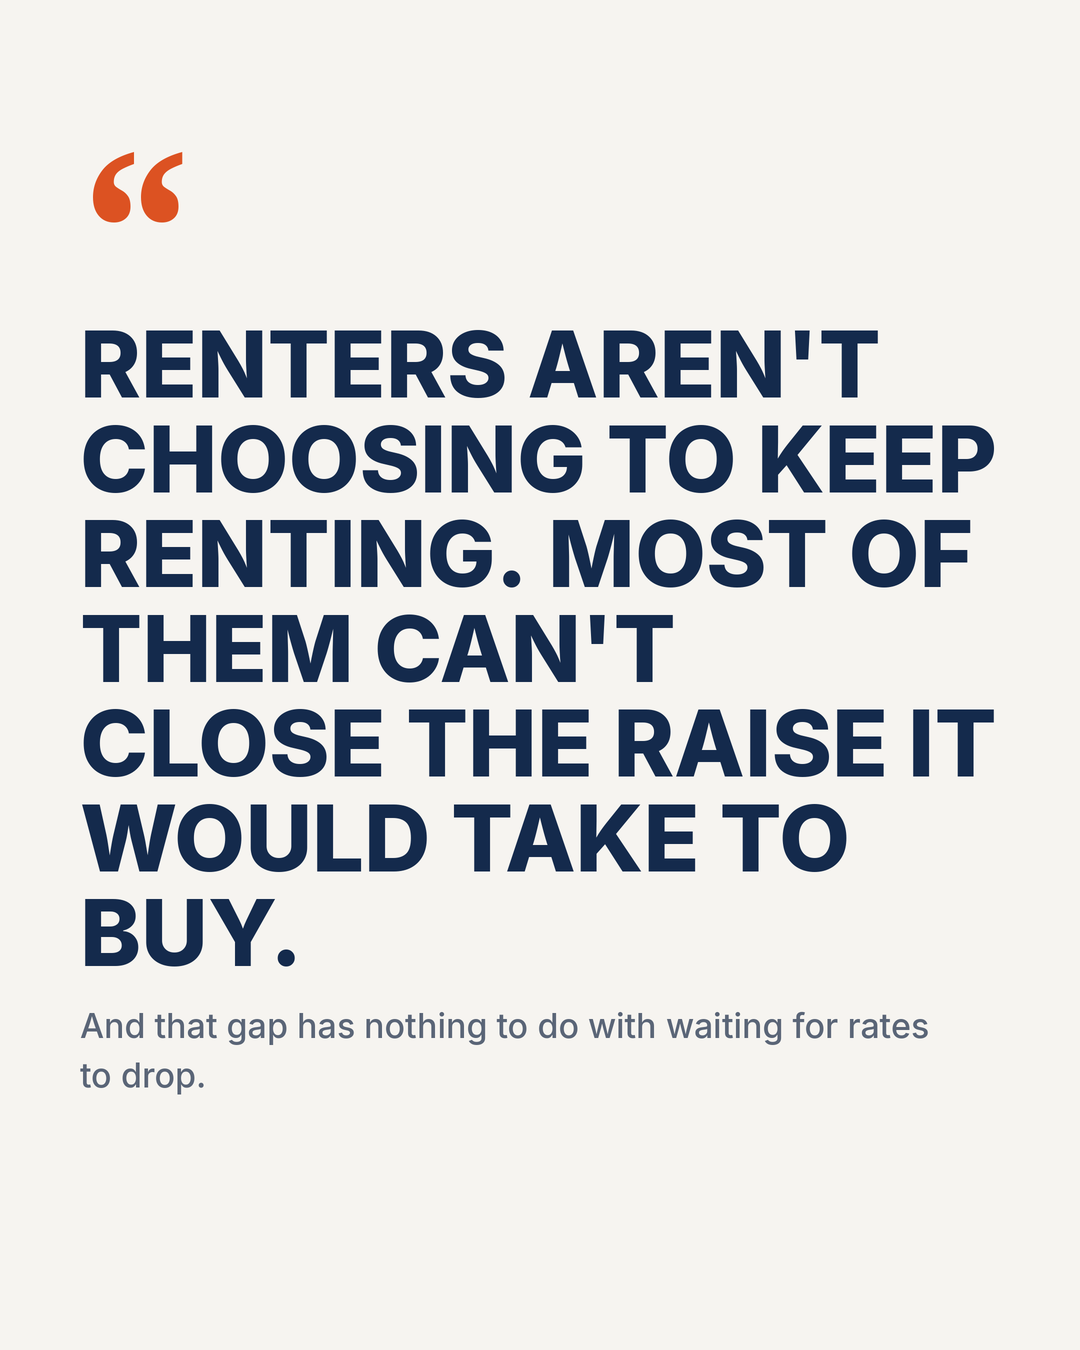 “
RENTERS AREN'T
CHOOSING TO KEEP
RENTING. MOST OF
THEM CAN'T
CLOSE THE RAISE IT
WOULD TAKE TO
BUY.
And that gap has nothing to do with waiting for rates
to drop.